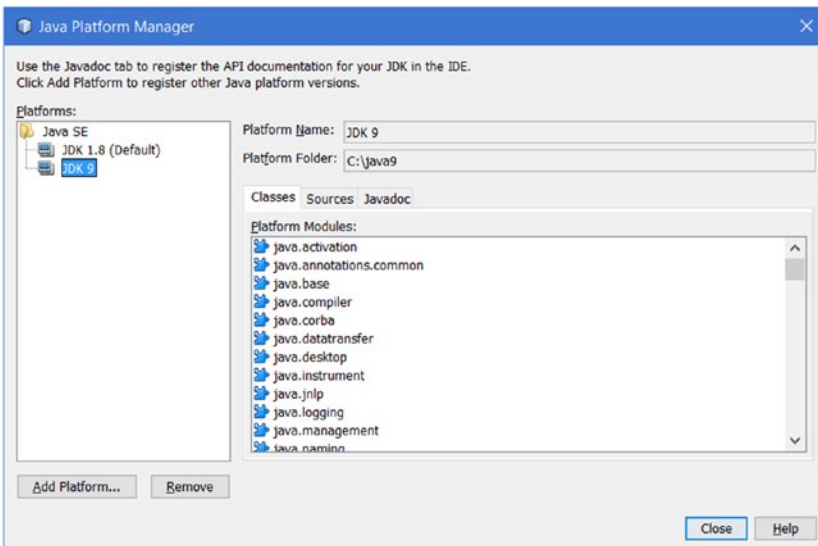 Java Platform Manager
Use the Javadoc tab to register the API documentation for your JDK in the IDE.
Click Add Platform to register other Java platform versions.
Platforms:
Java SE
JDK 1.8 (Default)
JDK 9
Platform Name: JDK 9
Platform Folder: C:\java9
Classes Sources Javadoc
Platform Modules:
java.activation
java.annotations.common
java.base
java.compiler
java.corba
java.datatransfer
java.desktop
java.instrument
java.jnlp
java.logging
java.management
java.naming
Add Platform... Remove
Close Help